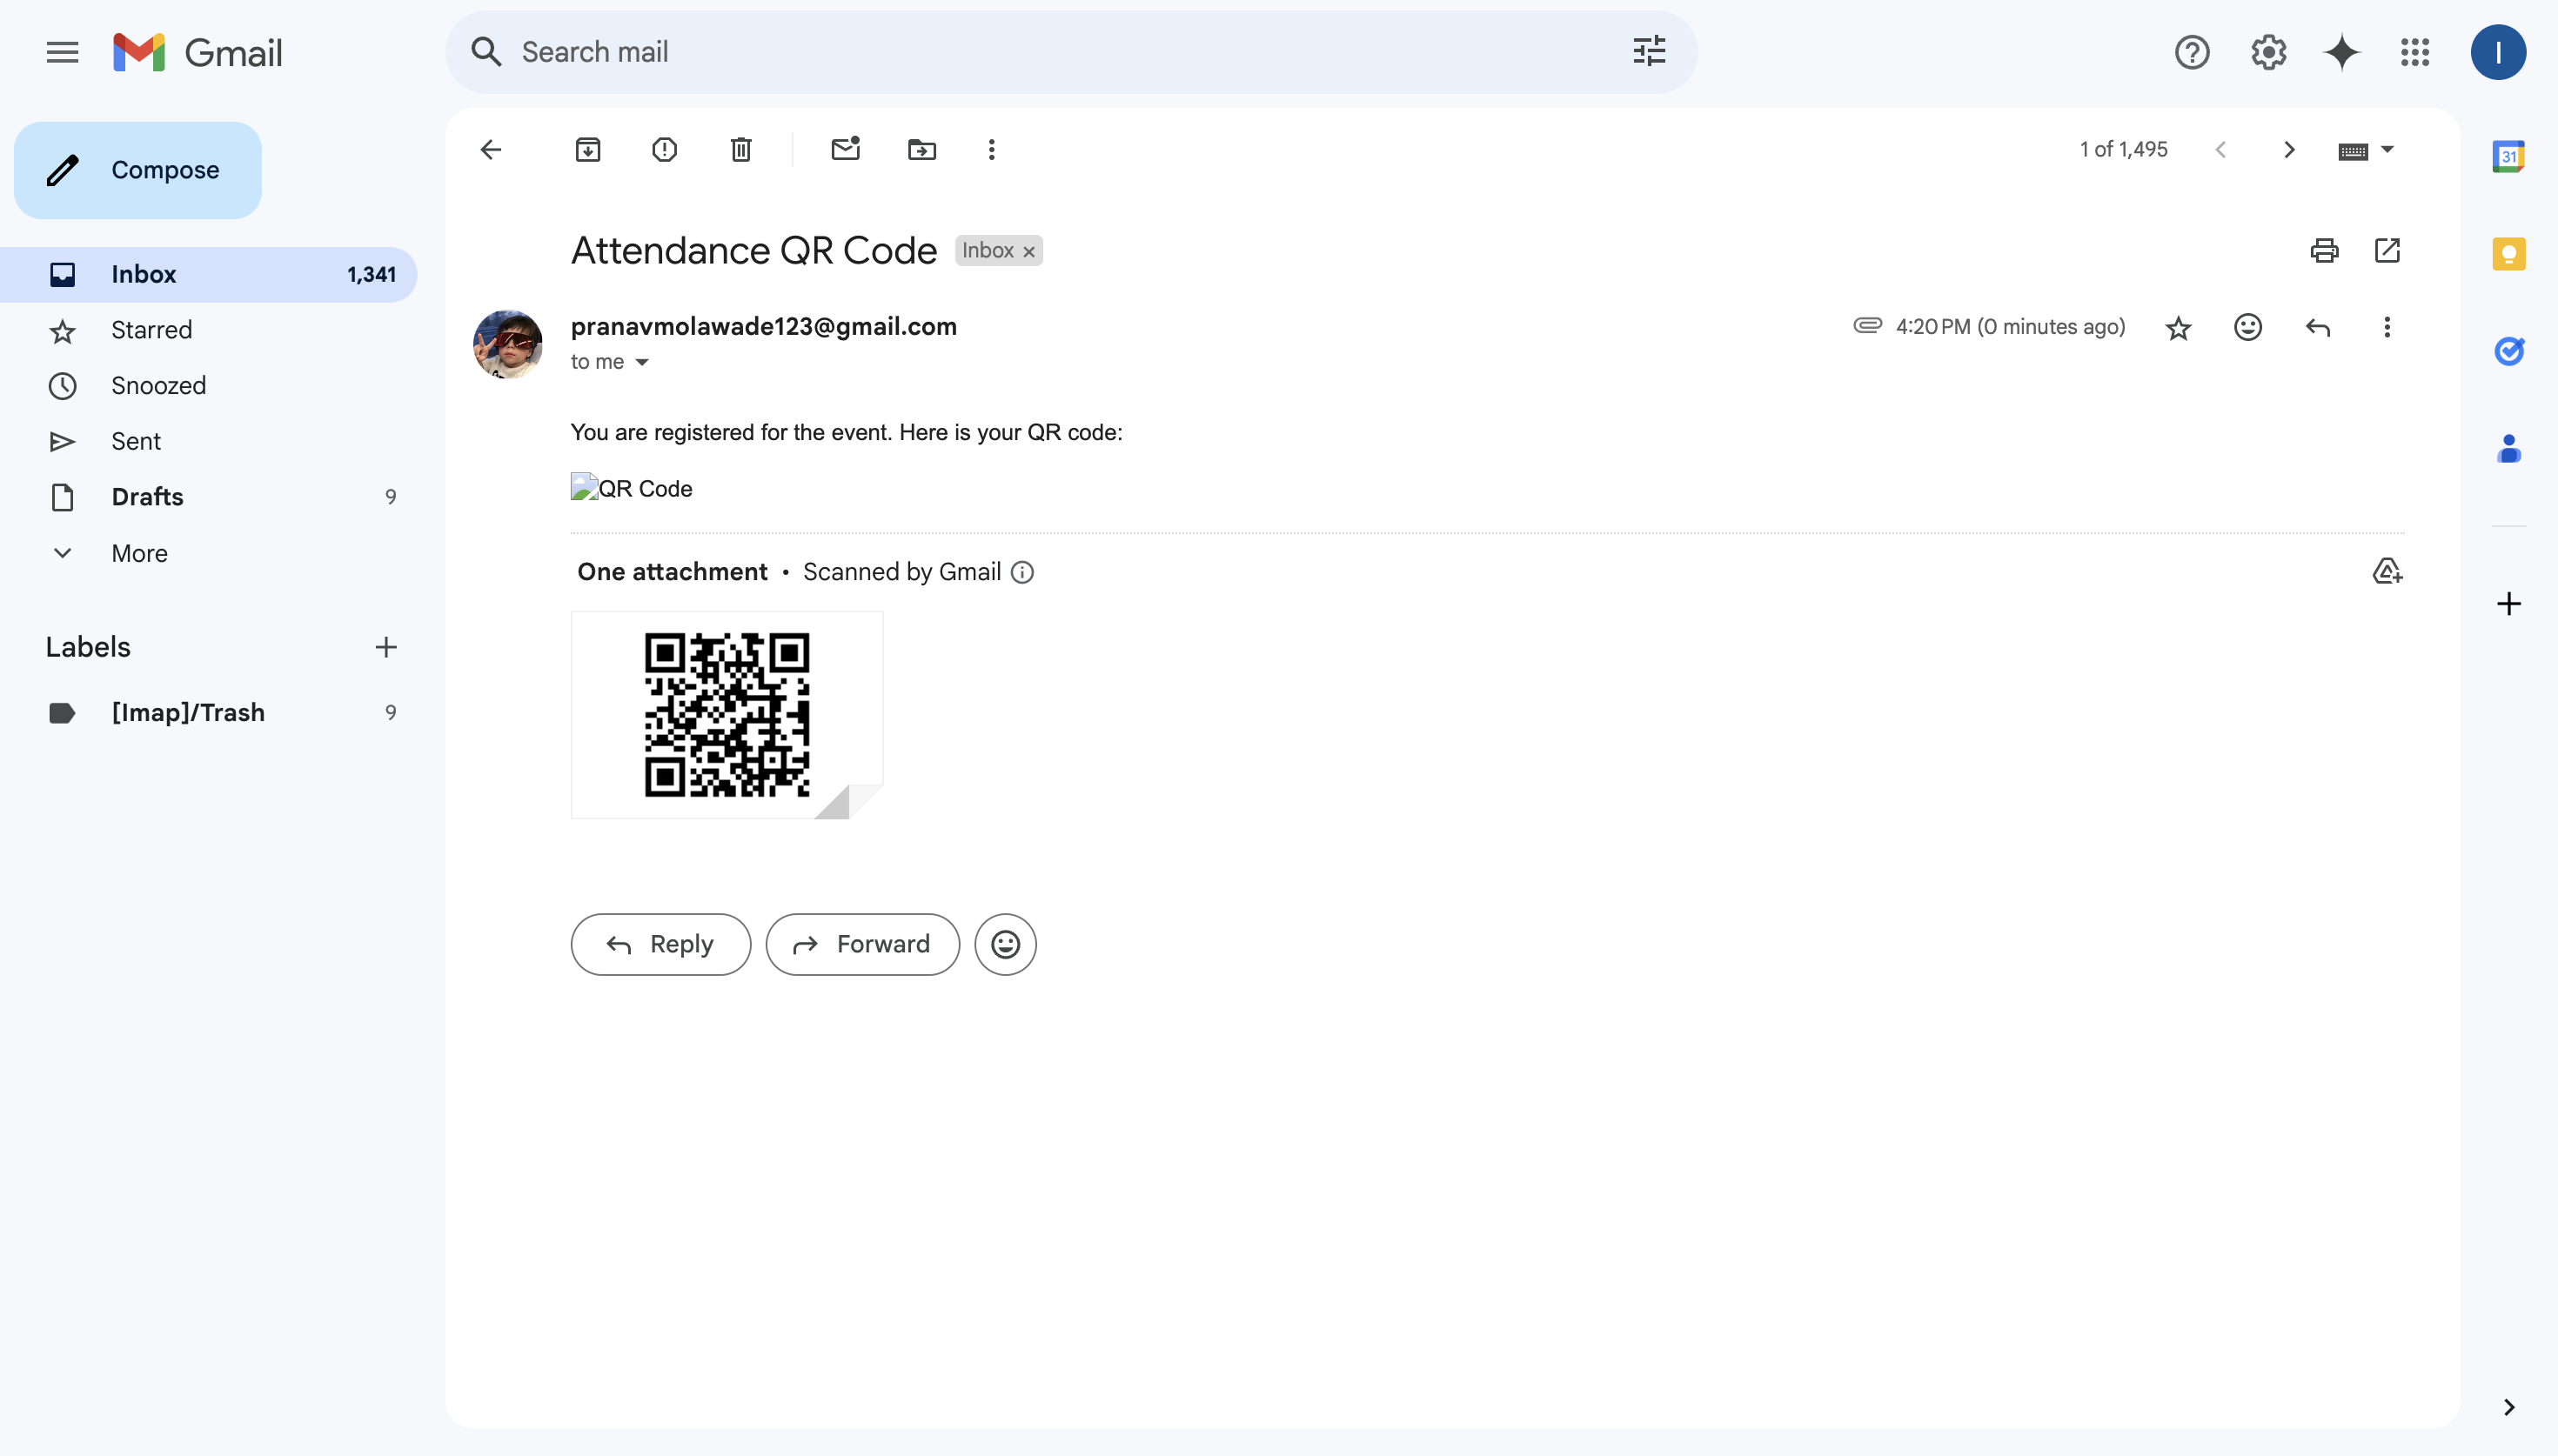 Gmail
Search mail
I
Compose
1 of 1,495
31
Inbox 1,341
Starred
Snoozed
Sent
Drafts 9
More
Labels
[Imap]/Trash 9
Attendance QR Code Inbox ×
pranavmolawade123@gmail.com
4:20 PM (0 minutes ago)
to me
You are registered for the event. Here is your QR code:
QR Code
One attachment • Scanned by Gmail
Reply
Forward